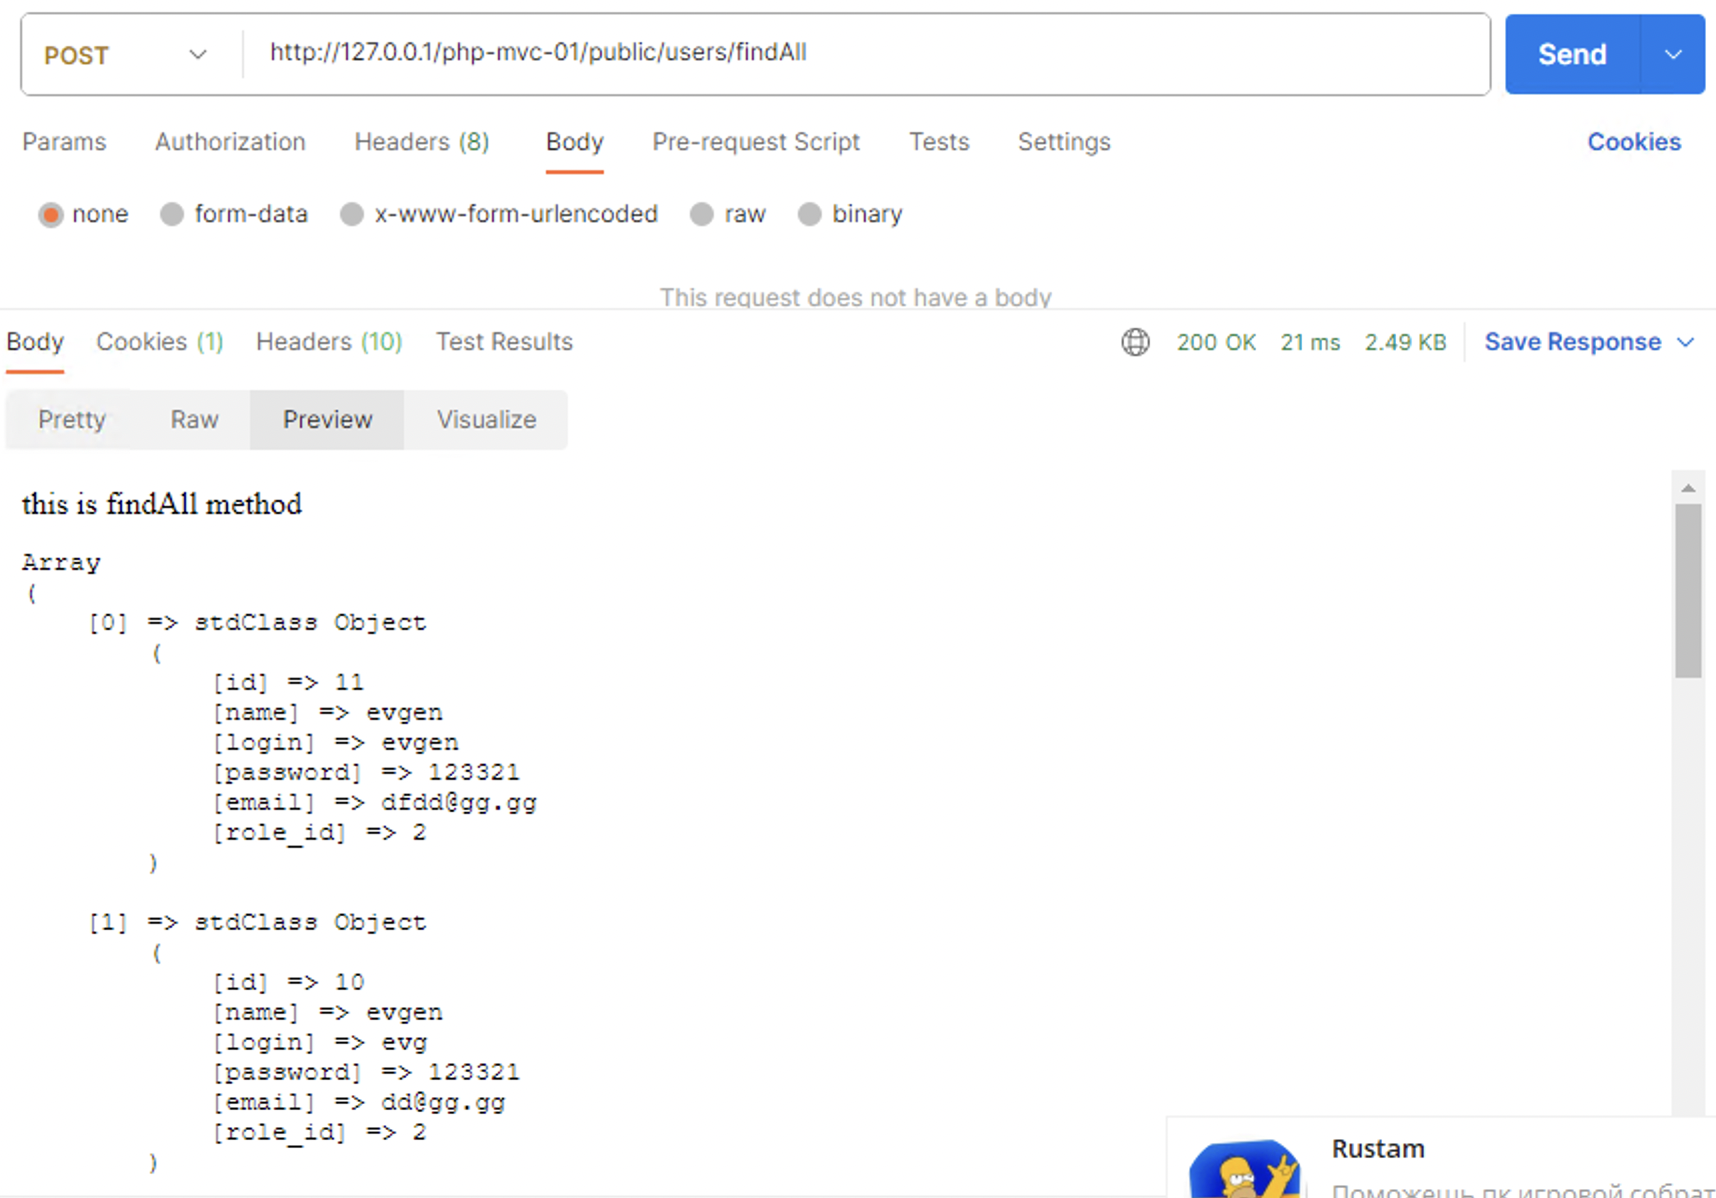 POST http://127.0.0.1/php-mvc-01/public/users/findAll Send
Params Authorization Headers (8) Body Pre-request Script Tests Settings Cookies
none form-data x-www-form-urlencoded raw binary
This request does not have a body
Body Cookies (1) Headers (10) Test Results 200 OK 21 ms 2.49 KB Save Response
Pretty Raw Preview Visualize
this is findAll method
Array
(
[0] => stdClass Object
(
[id] => 11
[name] => evgen
[login] => evgen
[password] => 123321
[email] => dfdd@gg.gg
[role_id] => 2
)
[1] => stdClass Object
(
[id] => 10
[name] => evgen
[login] => evg
[password] => 123321
[email] => dd@gg.gg
[role_id] => 2
)
Rustam
Поможешь пк игровой собрат